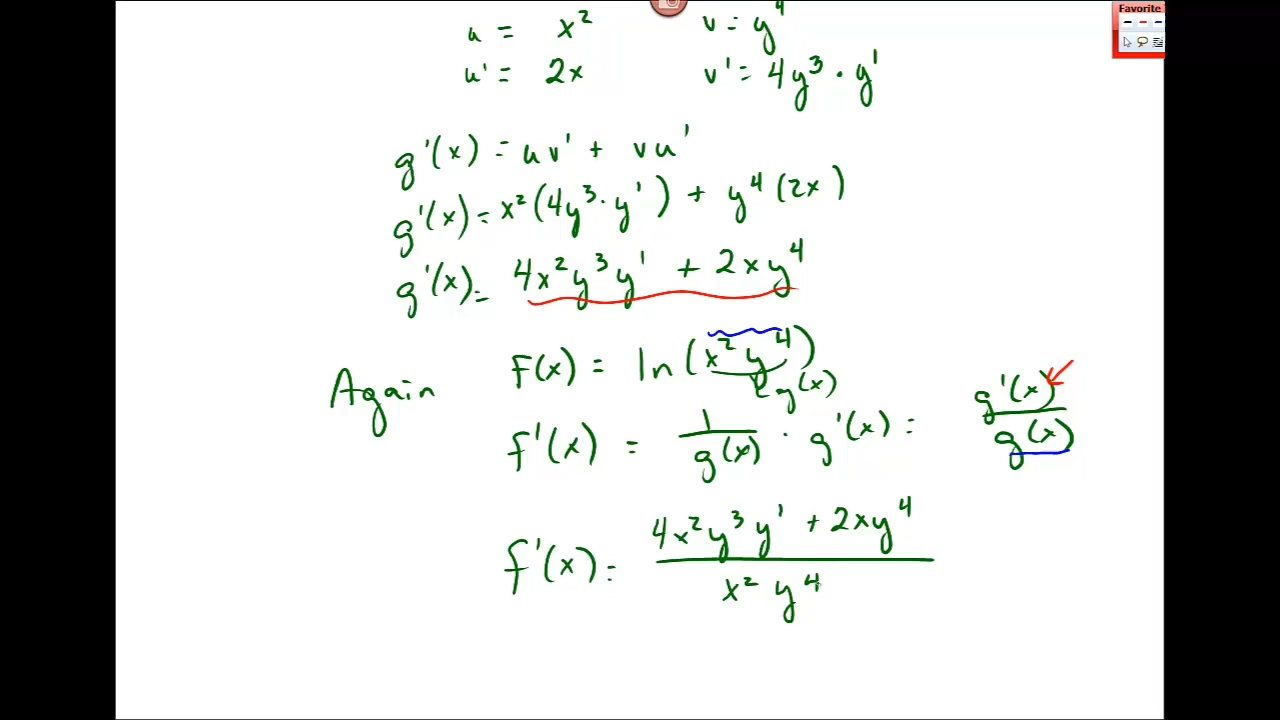 Favorite
u = x² v = y⁴
u' = 2x v' = 4y³ · y'
g'(x) = uv' + vu'
g'(x) = x²(4y³ · y') + y⁴(2x)
g'(x) = 4x²y³y' + 2xy⁴
Again F(x) = ln(x²y⁴)
g(x)
f'(x) = 1/g(x) · g'(x) = g'(x)/g(x)
f'(x) = (4x²y³y' + 2xy⁴)/(x²y⁴)